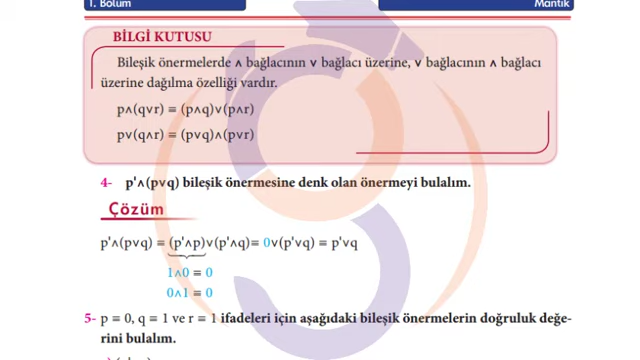 1. Bölüm
Mantık
BİLGİ KUTUSU
Bileşik önermelerde ∧ bağlacının ∨ bağlacı üzerine, ∨ bağlacının ∧ bağlacı
üzerine dağılma özelliği vardır.
p∧(q∨r) ≡ (p∧q)∨(p∧r)
p∨(q∧r) ≡ (p∨q)∧(p∨r)
4- p'∧(p∨q) bileşik önermesine denk olan önermeyi bulalım.
Çözüm
p'∧(p∨q) ≡ (p'∧p)∨(p'∧q)≡ 0∨(p'∨q) ≡ p'∨q
1∧0 ≡ 0
0∧1 ≡ 0
5- p ≡ 0, q ≡ 1 ve r ≡ 1 ifadeleri için aşağıdaki bileşik önermelerin doğruluk değe-
rini bulalım.